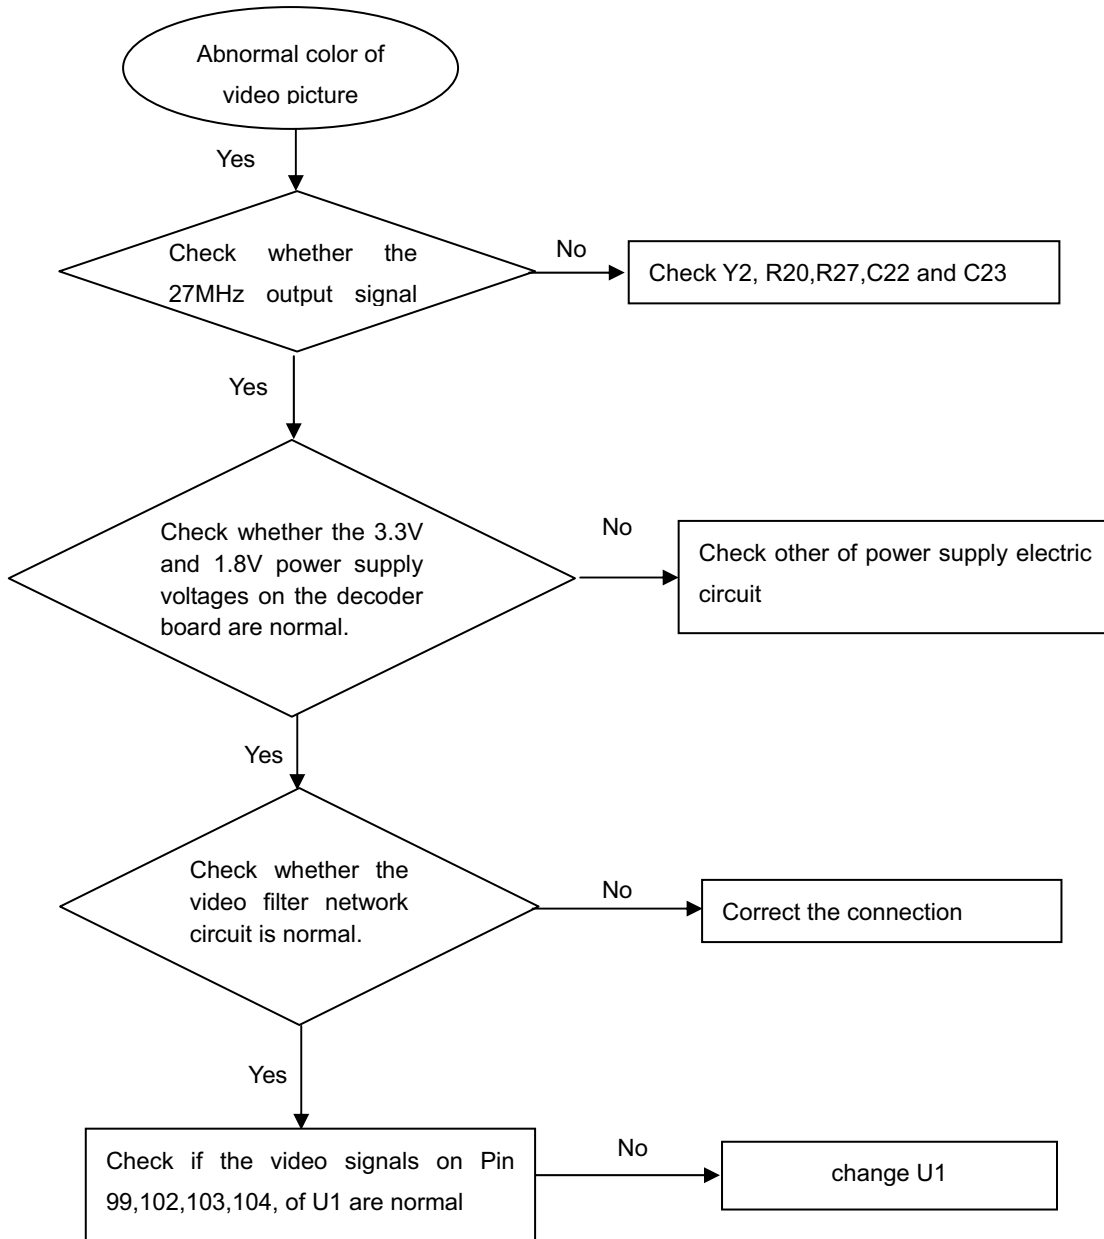 Abnormal color of
video picture
Yes
Check whether the
27MHz output signal
No
Check Y2, R20,R27,C22 and C23
Yes
Check whether the 3.3V
and 1.8V power supply
voltages on the decoder
board are normal.
No
Check other of power supply electric
circuit
Yes
Check whether the
video filter network
circuit is normal.
No
Correct the connection
Yes
Check if the video signals on Pin
99,102,103,104, of U1 are normal
No
change U1